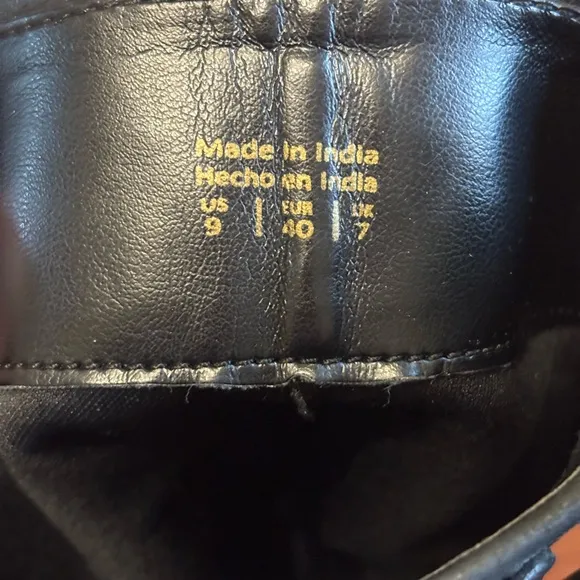 Made in India
Hecho en India
US | EUR | UK
9 | 40 | 7